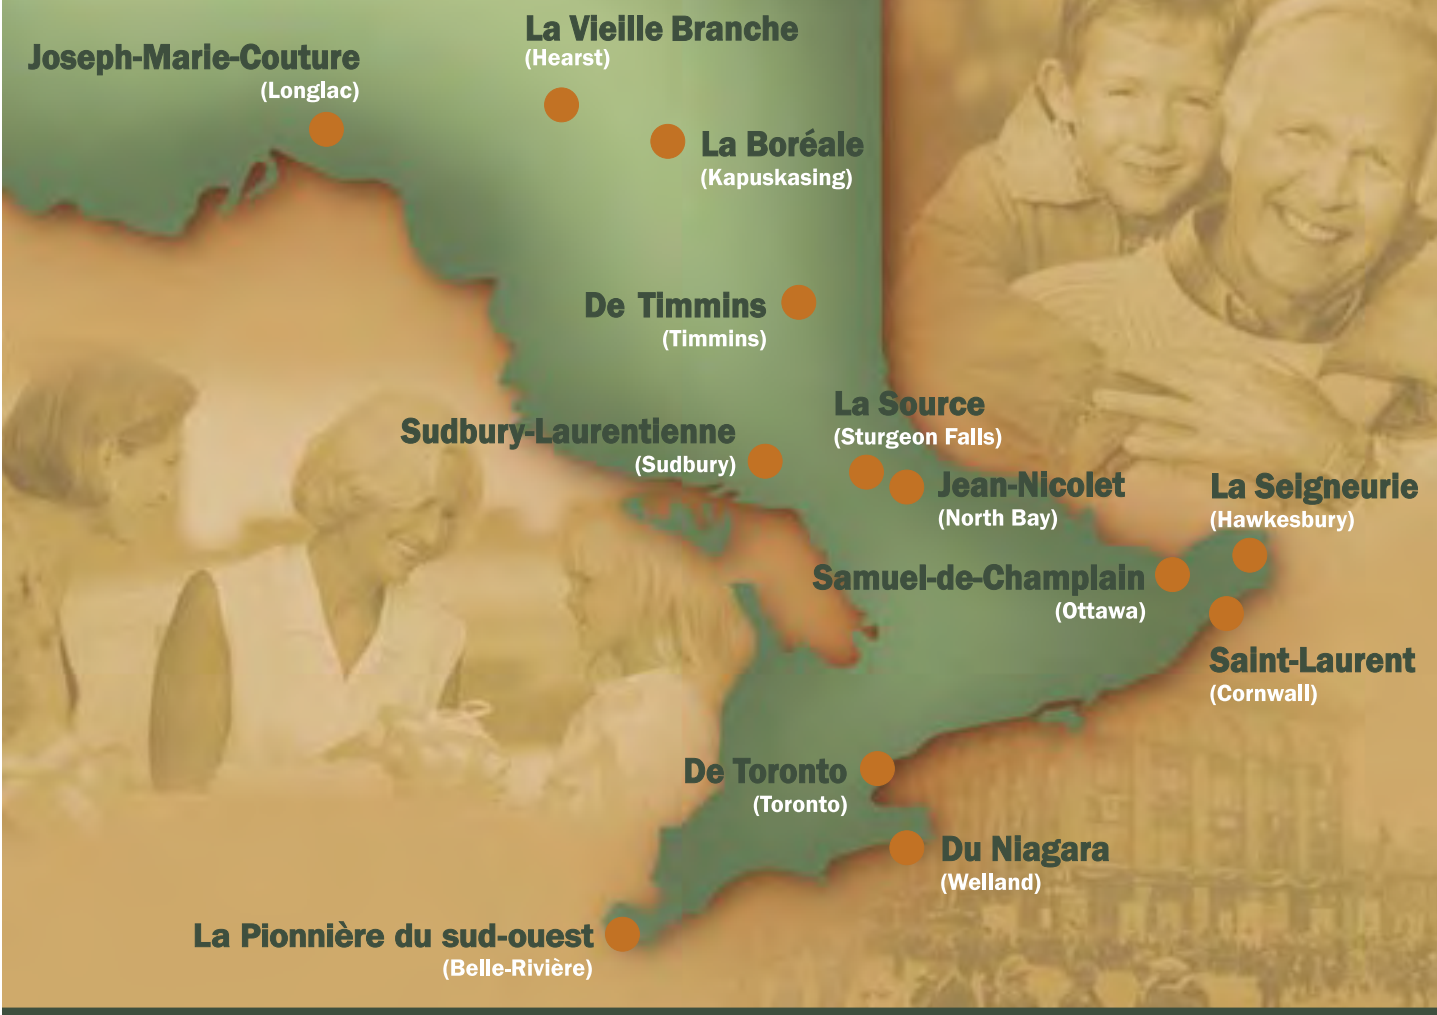 La Vieille Branche
(Hearst)
Joseph-Marie-Couture
(Longlac)
La Boréale
(Kapuskasing)
De Timmins
(Timmins)
La Source
(Sturgeon Falls)
Sudbury-Laurentienne
(Sudbury)
Jean-Nicolet
(North Bay)
La Seigneurie
(Hawkesbury)
Samuel-de-Champlain
(Ottawa)
Saint-Laurent
(Cornwall)
De Toronto
(Toronto)
Du Niagara
(Welland)
La Pionnière du sud-ouest
(Belle-Rivière)